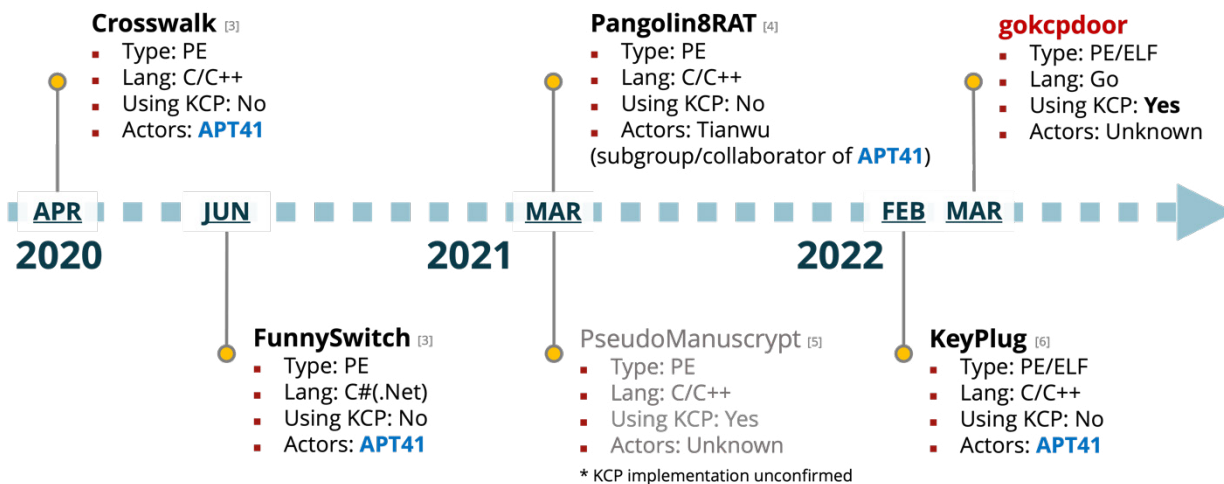 Crosswalk [3]
▪ Type: PE
▪ Lang: C/C++
▪ Using KCP: No
▪ Actors: APT41
Pangolin8RAT [4]
▪ Type: PE
▪ Lang: C/C++
▪ Using KCP: No
▪ Actors: Tianwu
(subgroup/collaborator of APT41)
gokcpdoor
▪ Type: PE/ELF
▪ Lang: Go
▪ Using KCP: Yes
▪ Actors: Unknown
APR
JUN
MAR
FEB
MAR
2020
2021
2022
FunnySwitch [3]
▪ Type: PE
▪ Lang: C#(.Net)
▪ Using KCP: No
▪ Actors: APT41
PseudoManuscrypt [5]
▪ Type: PE
▪ Lang: C/C++
▪ Using KCP: Yes
▪ Actors: Unknown
* KCP implementation unconfirmed
KeyPlug [6]
▪ Type: PE/ELF
▪ Lang: C/C++
▪ Using KCP: No
▪ Actors: APT41